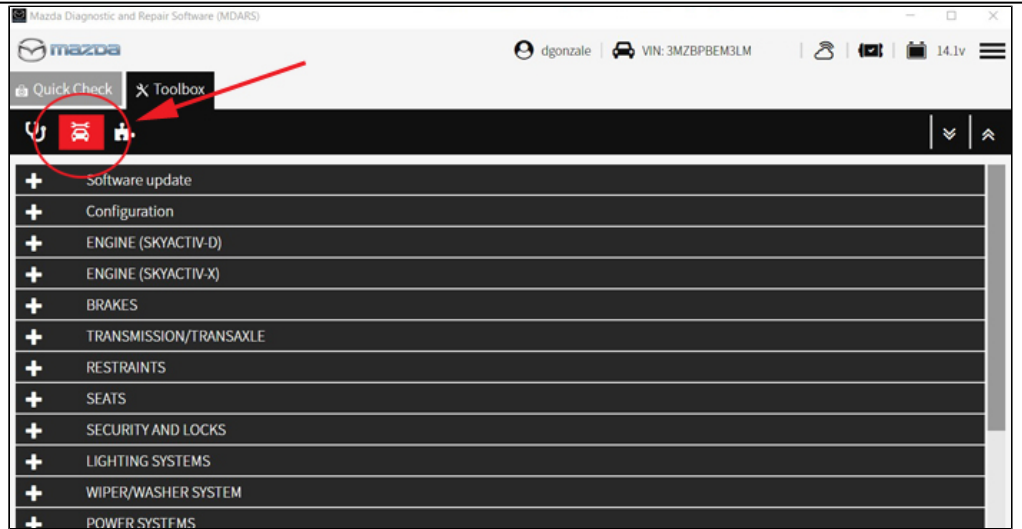 Mazda Diagnostic and Repair Software (MDARS)
mazda dgonzale VIN: 3MZBPBEM3LM 14.1v
Quick Check Toolbox
Software update
Configuration
ENGINE (SKYACTIV-D)
ENGINE (SKYACTIV-X)
BRAKES
TRANSMISSION/TRANSAXLE
RESTRAINTS
SEATS
SECURITY AND LOCKS
LIGHTING SYSTEMS
WIPER/WASHER SYSTEM
POWER SYSTEMS